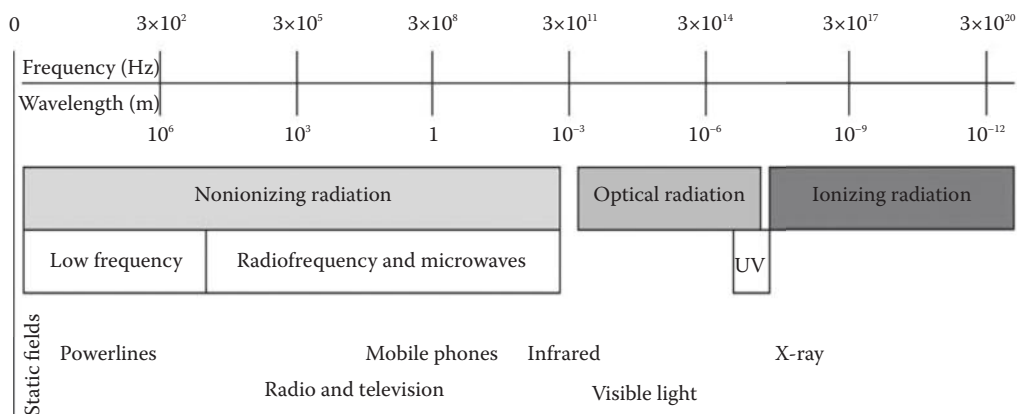 0 3×10² 3×10⁵ 3×10⁸ 3×10¹¹ 3×10¹⁴ 3×10¹⁷ 3×10²⁰
Frequency (Hz)
Wavelength (m)
10⁶ 10³ 1 10⁻³ 10⁻⁶ 10⁻⁹ 10⁻¹²
Nonionizing radiation Optical radiation Ionizing radiation
Low frequency Radiofrequency and microwaves UV
Static fields
Powerlines Mobile phones Infrared X-ray
Radio and television Visible light